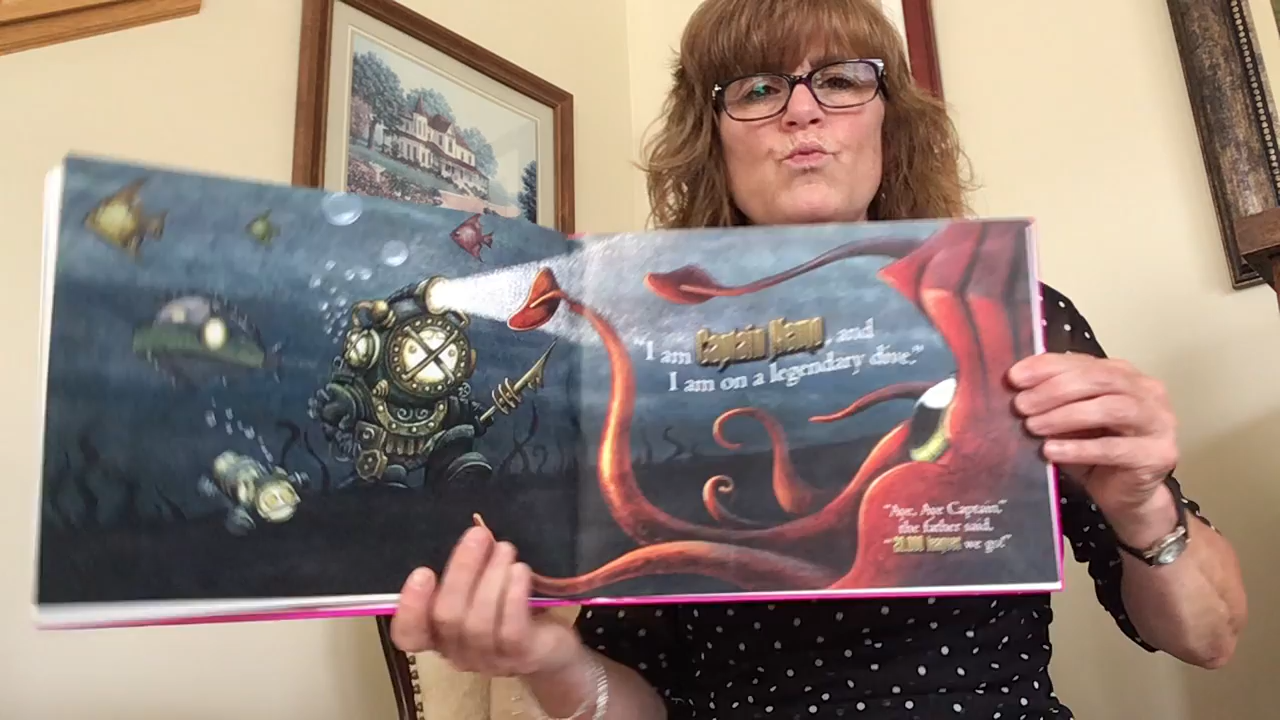 "I am Captain Nemo, and
I am on a legendary dive."
"Aye, Aye Captain,"
the father said,
"20,000 leagues we go!"